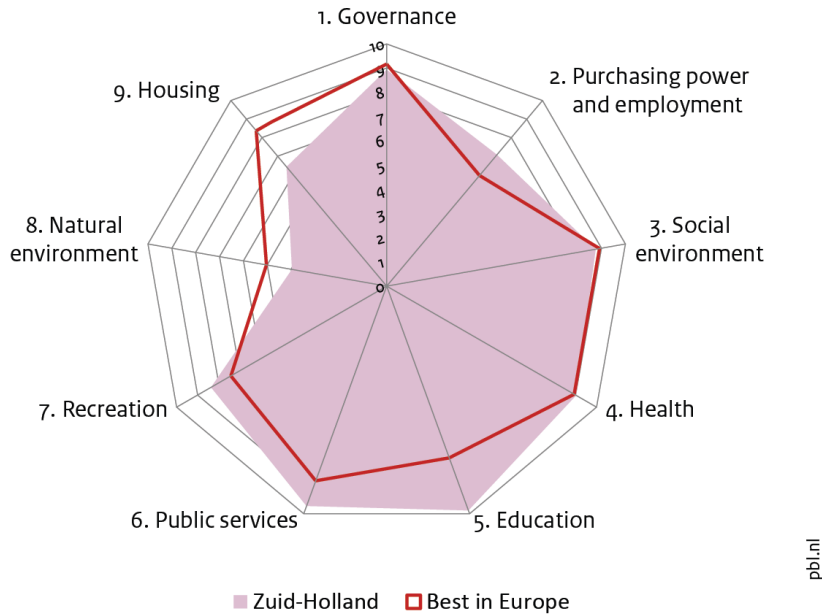 1. Governance
10
9
8
7
6
5
4
3
2
1
0
2. Purchasing power
and employment
3. Social
environment
4. Health
5. Education
6. Public services
7. Recreation
8. Natural
environment
9. Housing
Zuid-Holland
Best in Europe
pbl.nl